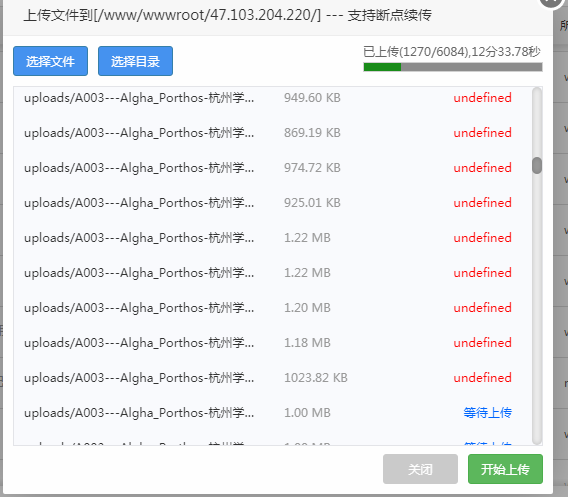 上传文件到[/www/wwwroot/47.103.204.220/] --- 支持断点续传
选择文件 选择目录 已上传(1270/6084),12分33.78秒
uploads/A003---Algha_Porthos-杭州学... 949.60 KB undefined
uploads/A003---Algha_Porthos-杭州学... 869.19 KB undefined
uploads/A003---Algha_Porthos-杭州学... 974.72 KB undefined
uploads/A003---Algha_Porthos-杭州学... 925.01 KB undefined
uploads/A003---Algha_Porthos-杭州学... 1.22 MB undefined
uploads/A003---Algha_Porthos-杭州学... 1.22 MB undefined
uploads/A003---Algha_Porthos-杭州学... 1.20 MB undefined
uploads/A003---Algha_Porthos-杭州学... 1.18 MB undefined
uploads/A003---Algha_Porthos-杭州学... 1023.82 KB undefined
uploads/A003---Algha_Porthos-杭州学... 1.00 MB 等待上传
关闭 开始上传